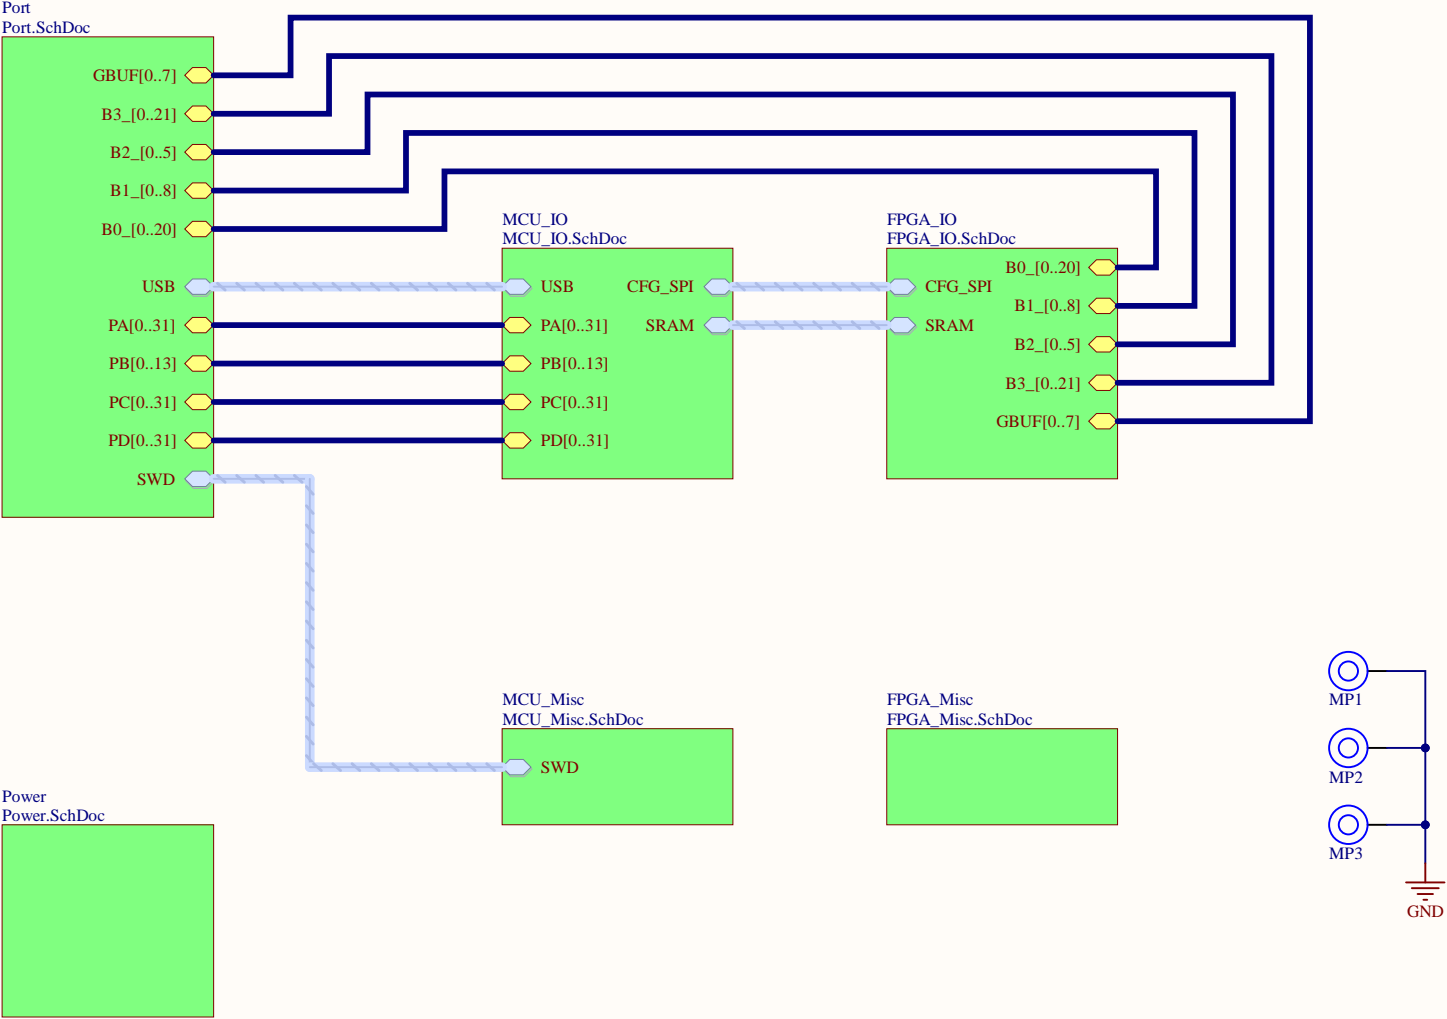 Port
Port.SchDoc
GBUF[0..7]
B3_[0..21]
B2_[0..5]
B1_[0..8]
B0_[0..20]
USB
PA[0..31]
PB[0..13]
PC[0..31]
PD[0..31]
SWD
MCU_IO
MCU_IO.SchDoc
USB
PA[0..31]
PB[0..13]
PC[0..31]
PD[0..31]
CFG_SPI
SRAM
FPGA_IO
FPGA_IO.SchDoc
CFG_SPI
SRAM
B0_[0..20]
B1_[0..8]
B2_[0..5]
B3_[0..21]
GBUF[0..7]
MCU_Misc
MCU_Misc.SchDoc
SWD
FPGA_Misc
FPGA_Misc.SchDoc
MP1
MP2
MP3
GND
Power
Power.SchDoc